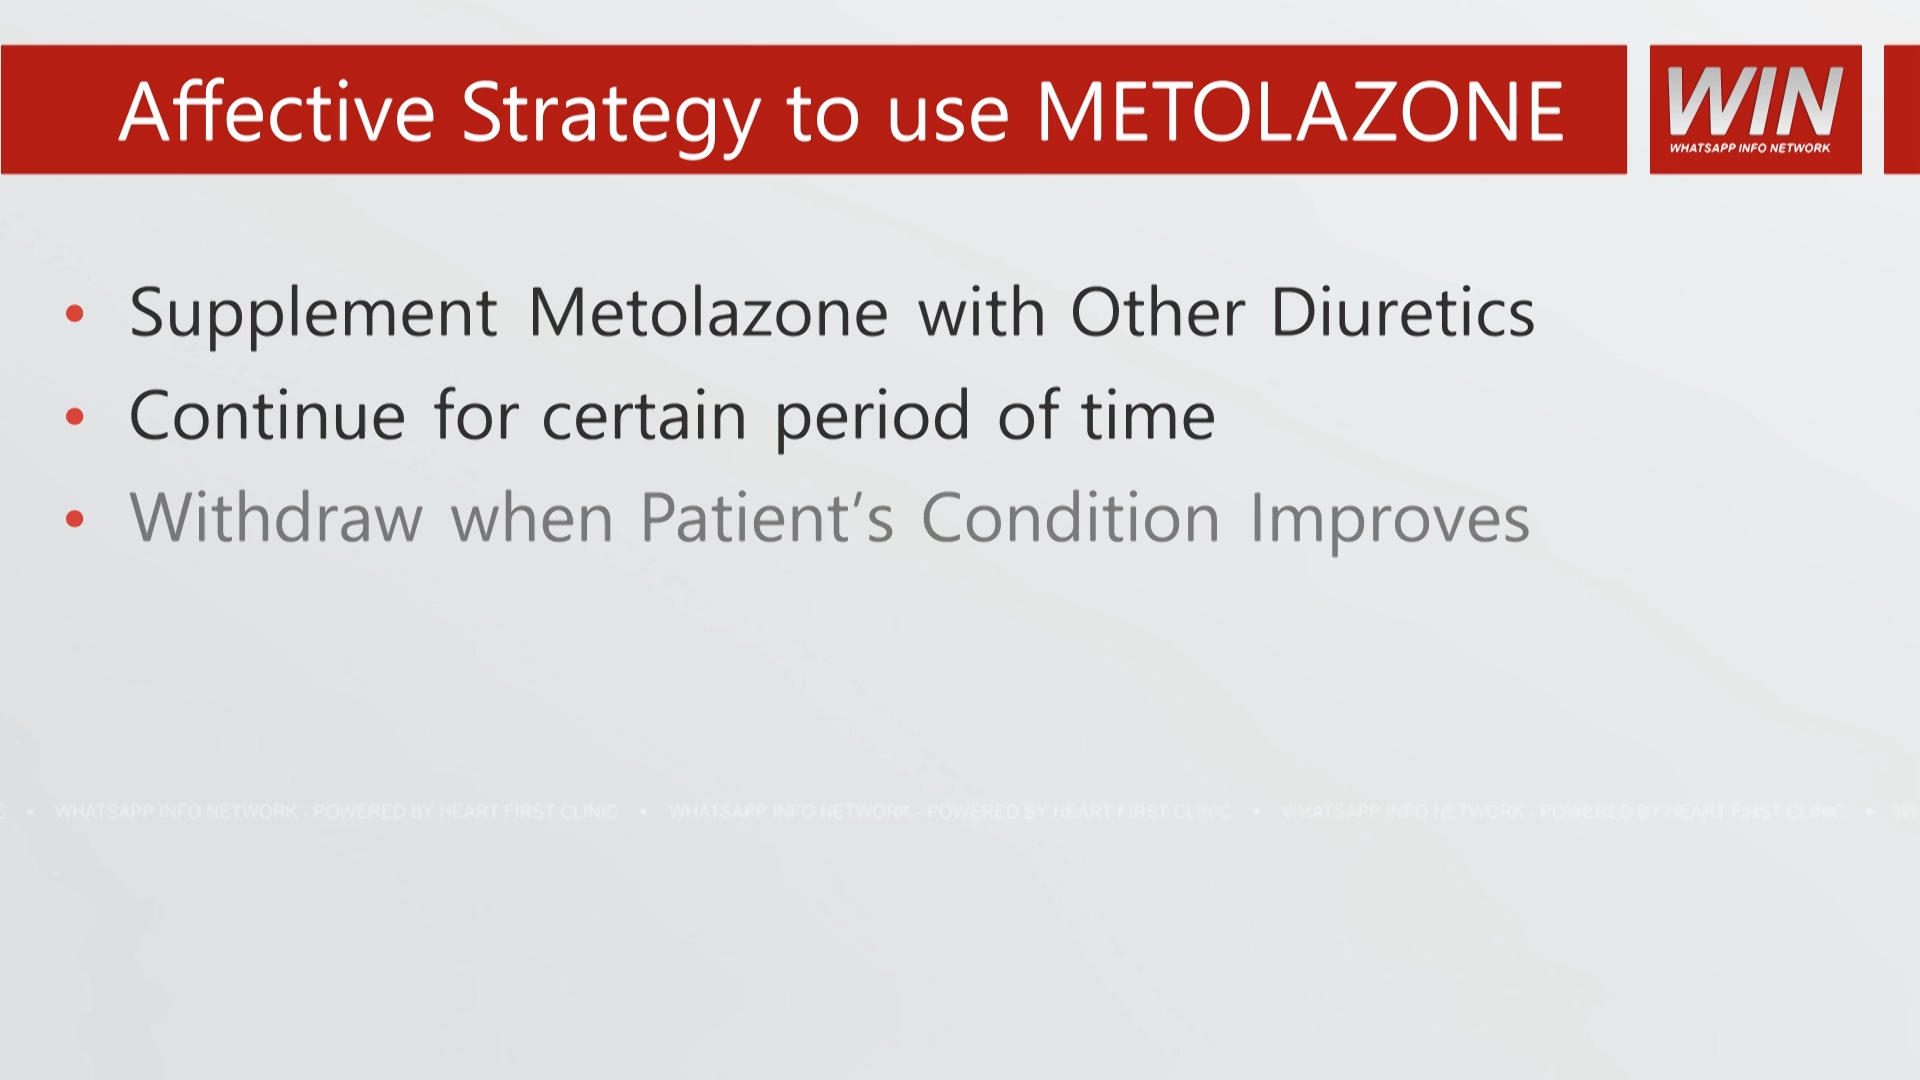 Affective Strategy to use METOLAZONE
WIN
WHATSAPP INFO NETWORK
• Supplement Metolazone with Other Diuretics
• Continue for certain period of time
• Withdraw when Patient’s Condition Improves
C • WHATSAPP INFO NETWORK - POWERED BY HEART FIRST CLINIC • WHATSAPP INFO NETWORK - POWERED BY HEART FIRST CLINIC • WHATSAPP INFO NETWORK - POWERED BY HEART FIRST CLINIC • WH